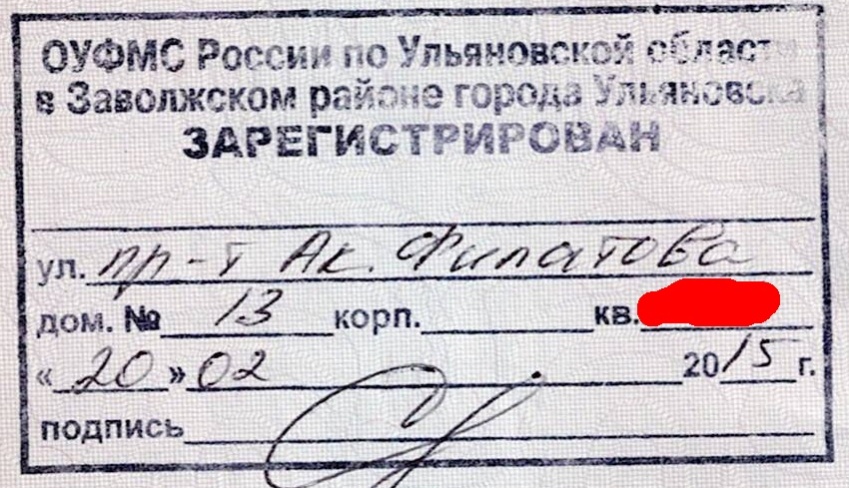 ОУФМС России по Ульяновской области
в Заволжском районе города Ульяновска
ЗАРЕГИСТРИРОВАН
ул. пр-т Ак. Филатова
дом. № 13 корп. кв.
«20» 02 2015 г.
подпись